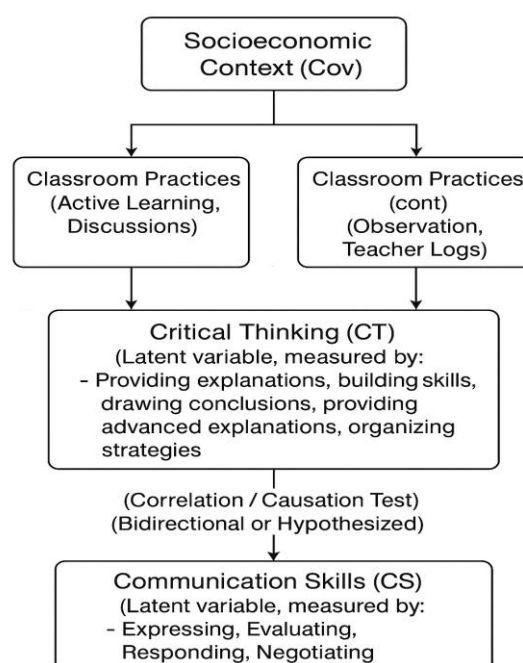 Socioeconomic
Context (Cov)
Classroom Practices
(Active Learning,
Discussions)
Classroom Practices
(cont)
(Observation,
Teacher Logs)
Critical Thinking (CT)
(Latent variable, measured by:
- Providing explanations, building skills,
drawing conclusions, providing
advanced explanations, organizing
strategies
(Correlation / Causation Test)
(Bidirectional or Hypothesized)
Communication Skills (CS)
(Latent variable, measured by:
- Expressing, Evaluating,
Responding, Negotiating